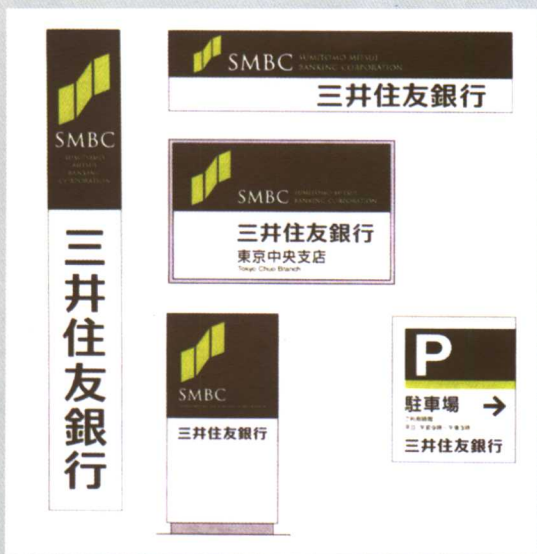 SMBC
SUMITOMO
MITSUI
BANKING
CORPORATION
三井住友銀行
SMBC SUMITOMO MITSUI
BANKING CORPORATION
三井住友銀行
SMBC SUMITOMO MITSUI
BANKING CORPORATION
三井住友銀行
東京中央支店
Tokyo Chuo Branch
SMBC
三井住友銀行
P
駐車場 →
三井住友銀行